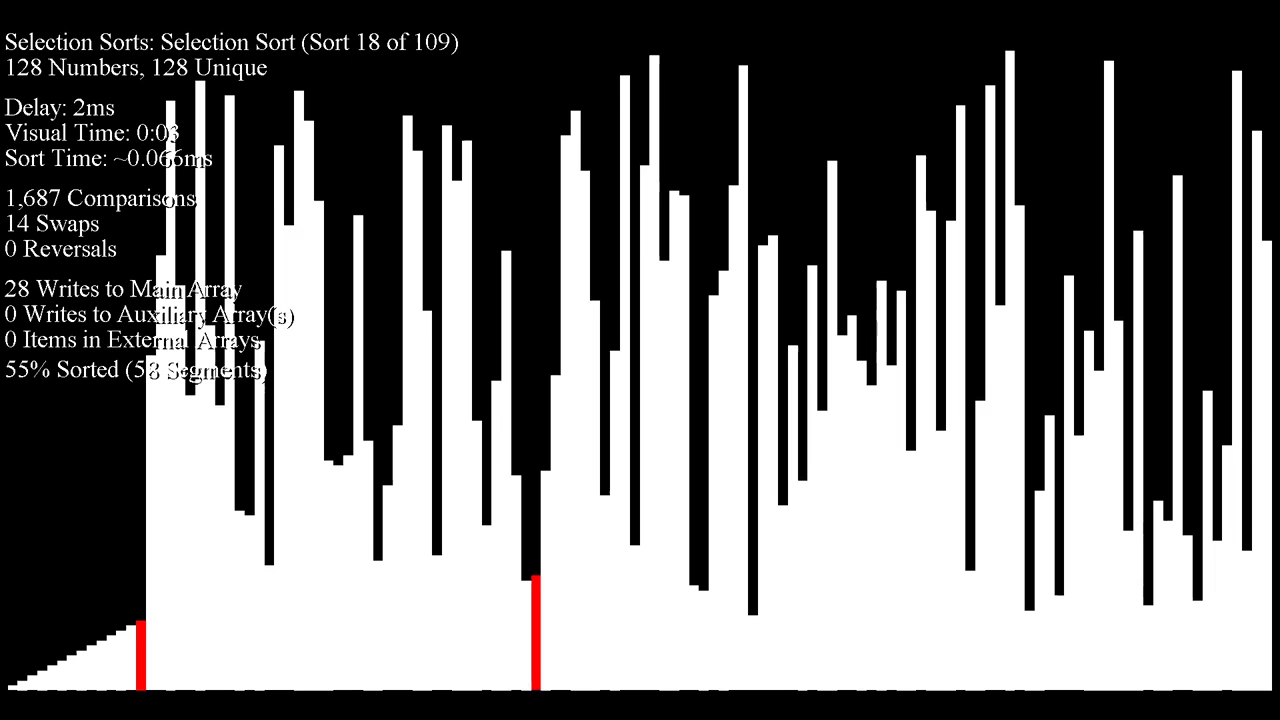 Selection Sorts: Selection Sort (Sort 18 of 109)
128 Numbers, 128 Unique
Delay: 2ms
Visual Time: 0:03
Sort Time: ~0.066ms
1,687 Comparisons
14 Swaps
0 Reversals
28 Writes to Main Array
0 Writes to Auxiliary Array(s)
0 Items in External Arrays
55% Sorted (58 Segments)